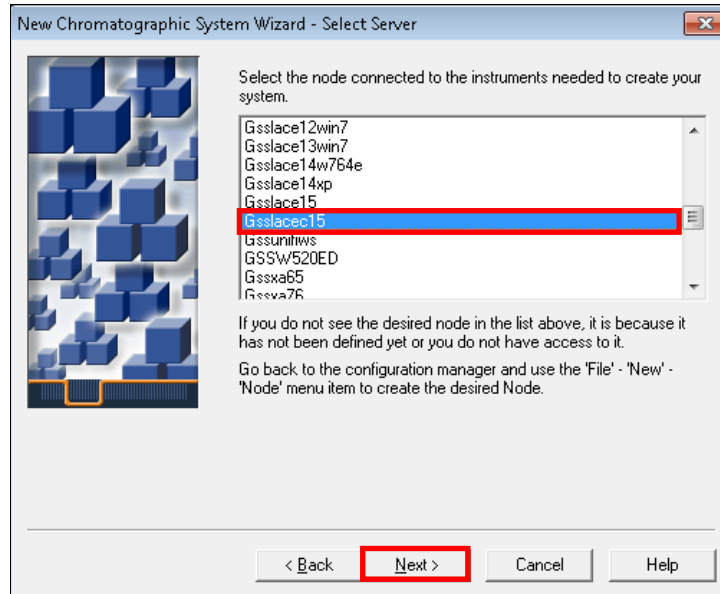 New Chromatographic System Wizard - Select Server
Select the node connected to the instruments needed to create your
system.
Gsslace12win7
Gsslace13win7
Gsslace14w764e
Gsslace14xp
Gsslace15
Gsslacec15
Gssunifiws
GSSW520ED
Gssxa65
Gssxa76
If you do not see the desired node in the list above, it is because it
has not been defined yet or you do not have access to it.
Go back to the configuration manager and use the 'File' - 'New' -
'Node' menu item to create the desired Node.
< Back Next > Cancel Help